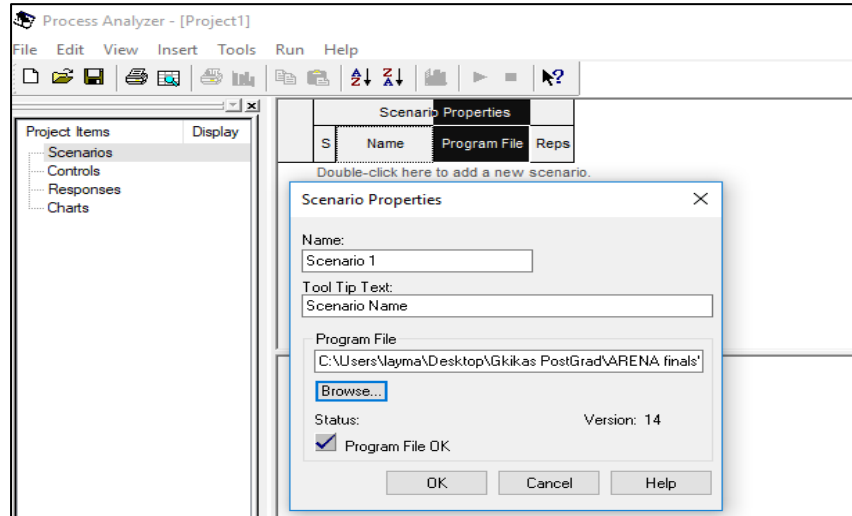 Process Analyzer - [Project1]
File Edit View Insert Tools Run Help
Project Items Display
Scenarios
Controls
Responses
Charts
Scenario Properties
S Name Program File Reps
Double-click here to add a new scenario.
Scenario Properties
Name:
Scenario 1
Tool Tip Text:
Scenario Name
Program File
C:\Users\layma\Desktop\Gkikas PostGrad\ARENA finals'
Browse...
Status: Version: 14
Program File OK
OK Cancel Help